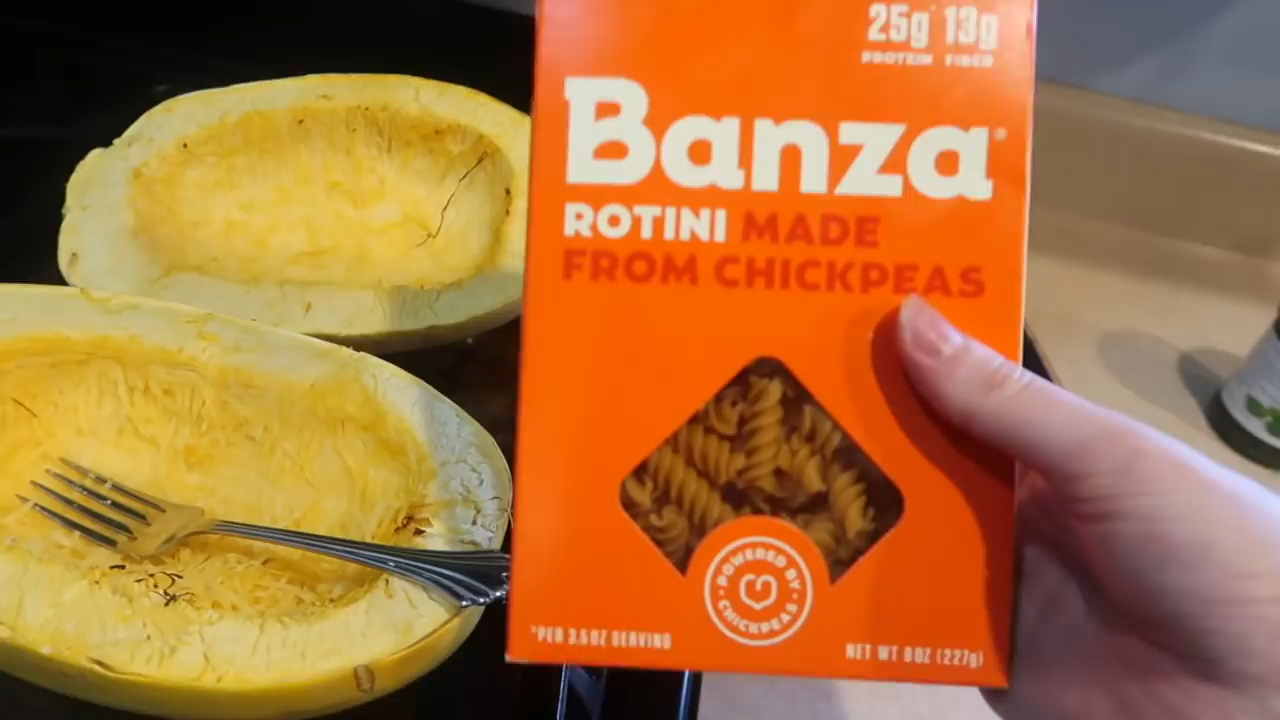 25g* 13g
PROTEIN FIBER
Banza®
ROTINI MADE
FROM CHICKPEAS
POWERED BY
CHICKPEAS
*PER 3.5OZ SERVING
NET WT 8OZ (227g)